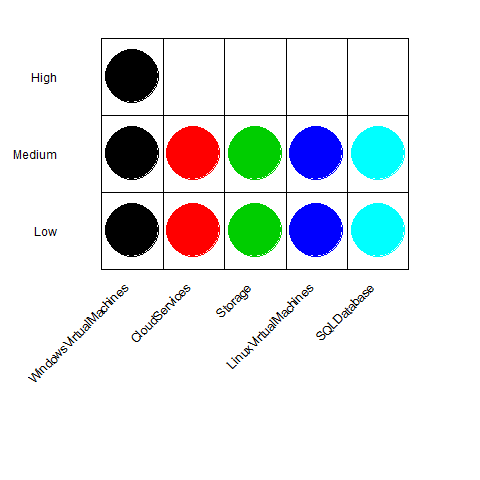 High
Medium
Low
WindowsVirtualMachines
CloudServices
Storage
LinuxVirtualMachines
SQLDatabase